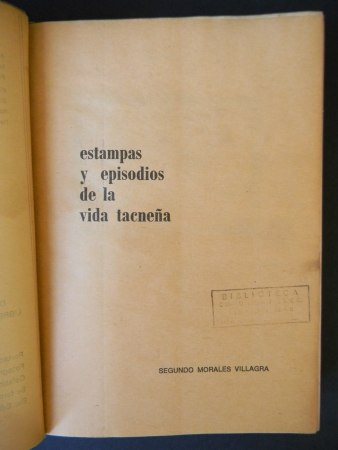 estampas
y episodios
de la
vida tacneña
BIBLIOTECA
SEGUNDO MORALES VILLAGRA